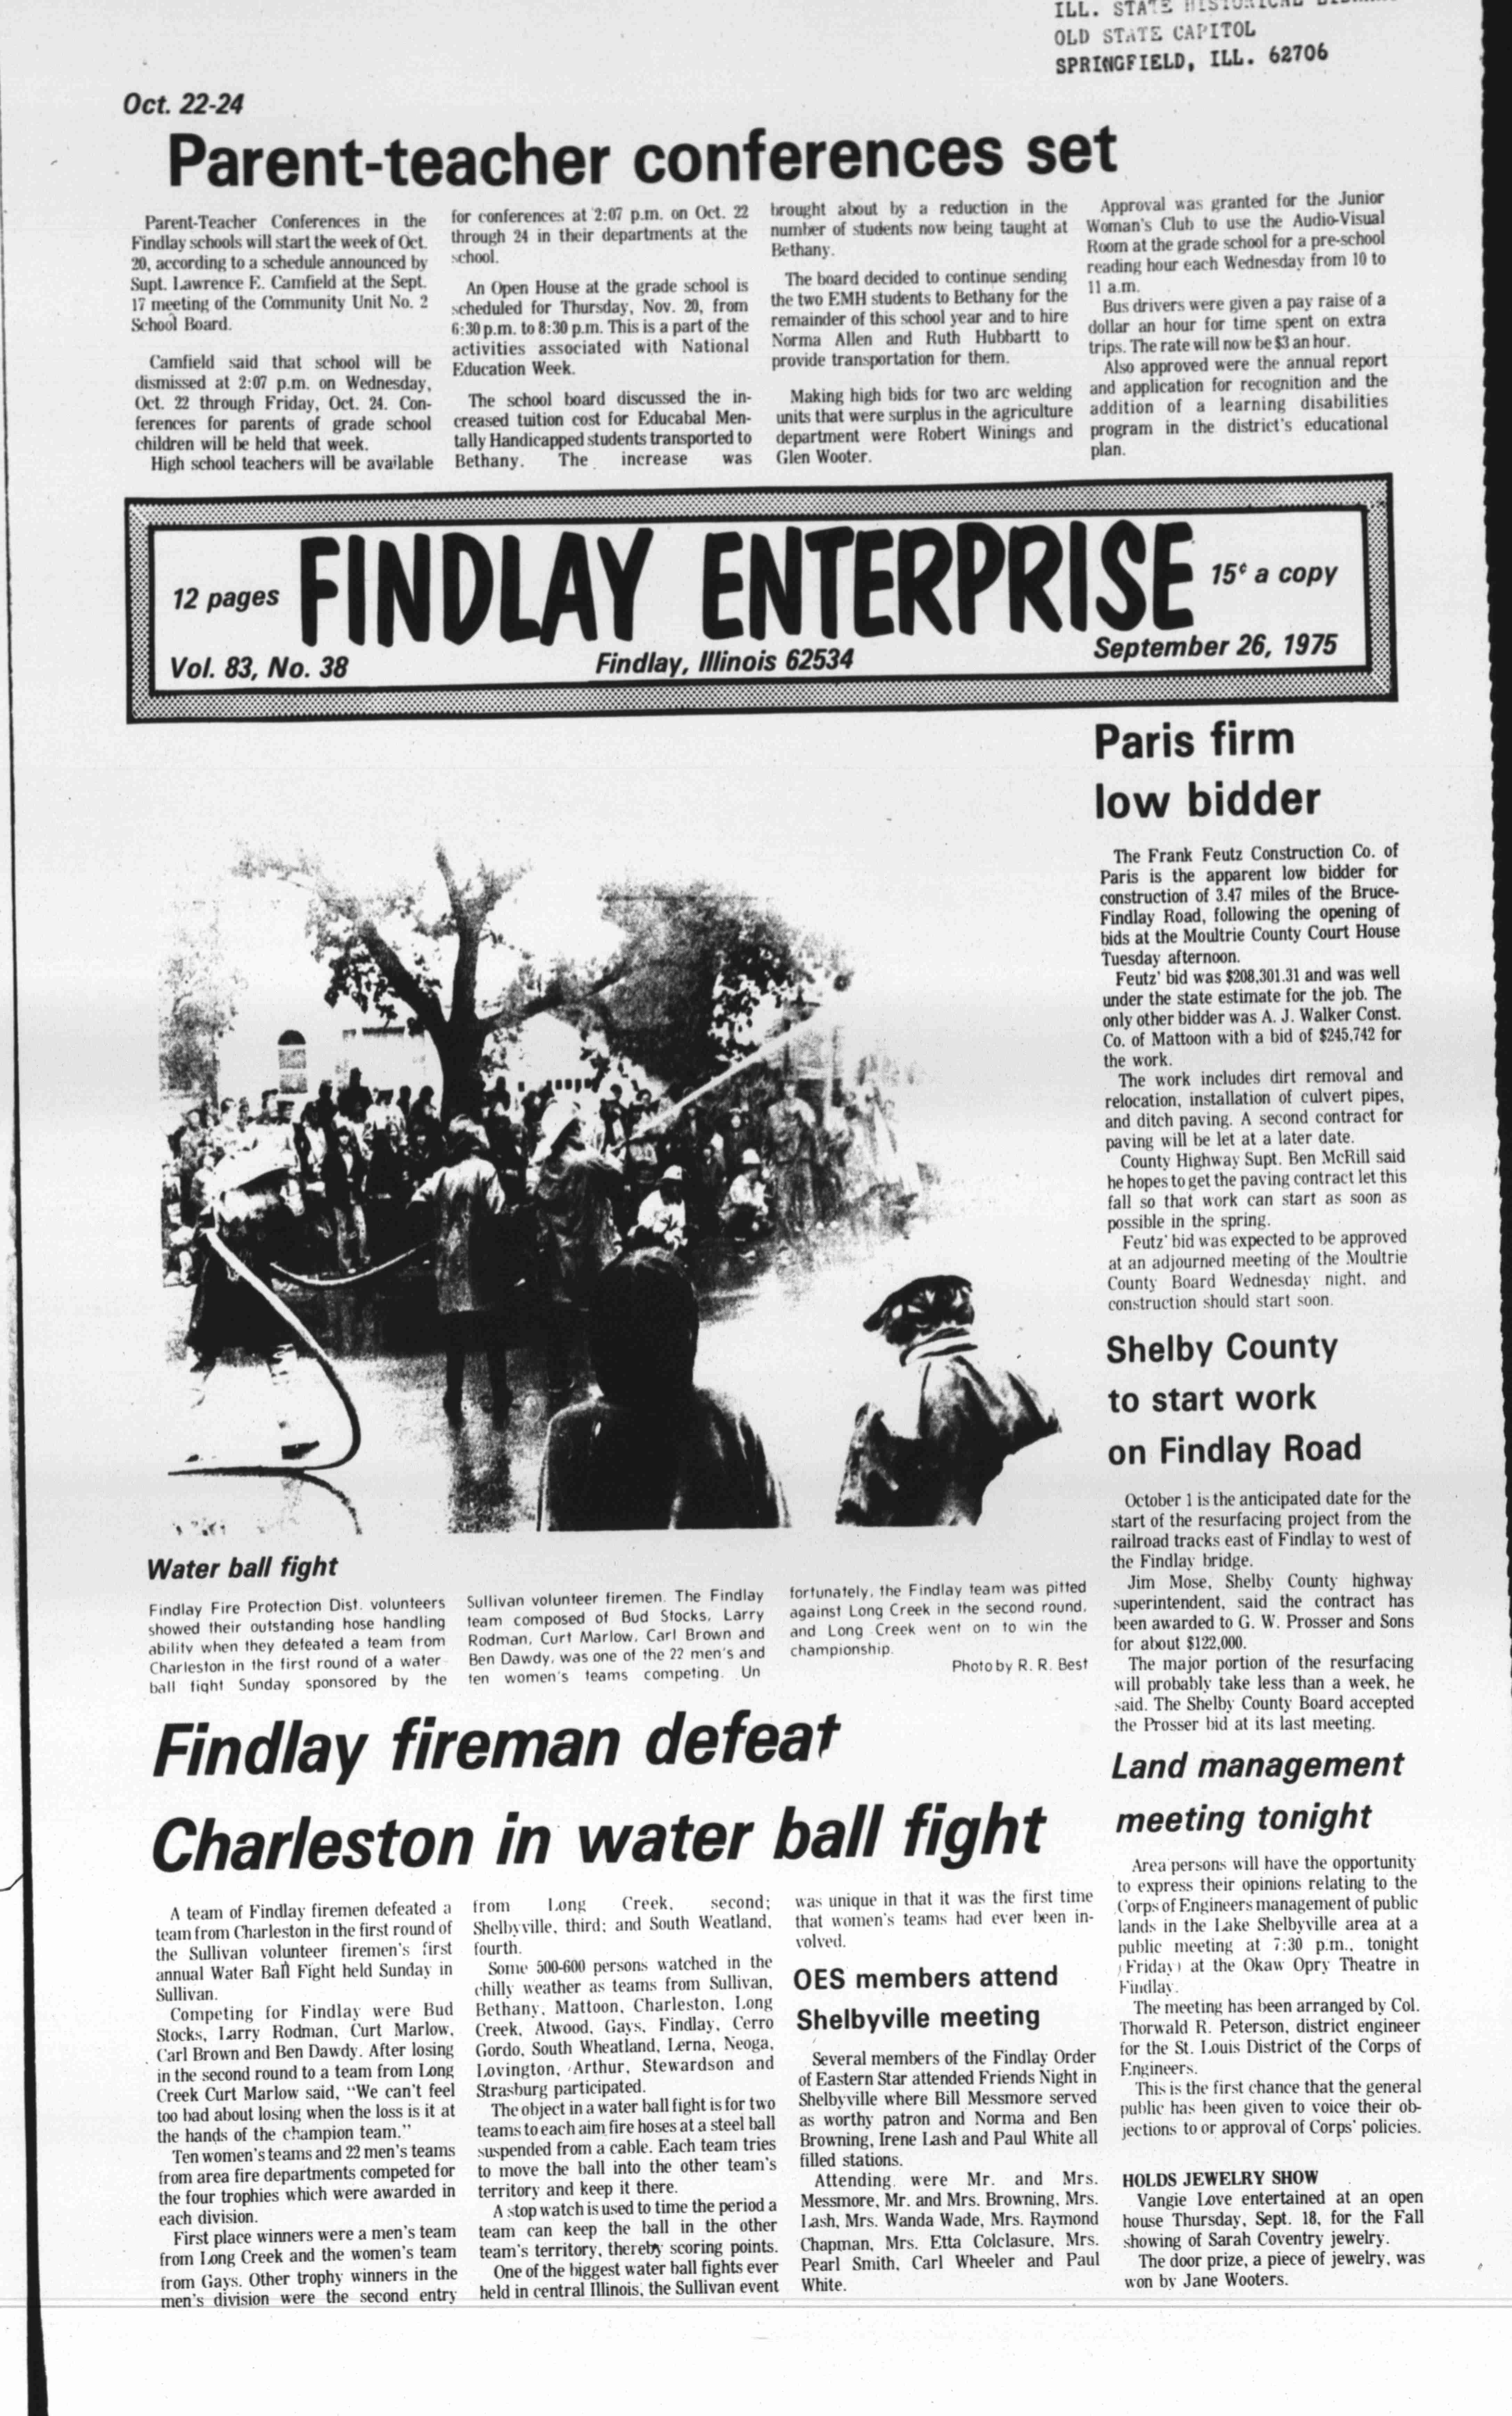 ILL. STATE HISTORICAL
OLD STATE CAPITOL
SPRINGFIELD, ILL. 62706
Oct. 22-24
Parent-teacher conferences set
Parent-Teacher Conferences in the
Findlay schools will start the week of Oct.
20, according to a schedule announced by
Supt. Lawrence E. Camfield at the Sept.
17 meeting of the Community Unit No. 2
School Board.
Camfield said that school will be
dismissed at 2:07 p.m. on Wednesday,
Oct. 22 through Friday, Oct. 24. Con-
ferences for parents of grade school
children will be held that week.
High school teachers will be available
for conferences at 2:07 p.m. on Oct. 22
through 24 in their departments at the
school.
An Open House at the grade school is
scheduled for Thursday, Nov. 20, from
6:30 p.m. to 8:30 p.m. This is a part of the
activities associated with National
Education Week.
The school board discussed the in-
creased tuition cost for Educabal Men-
tally Handicapped students transported to
Bethany. The increase was
brought about by a reduction in the
number of students now being taught at
Bethany.
The board decided to continue sending
the two EMH students to Bethany for the
remainder of this school year and to hire
Norma Allen and Ruth Hubbartt to
provide transportation for them.
Making high bids for two arc welding
units that were surplus in the agriculture
department were Robert Winings and
Glen Wooter.
Approval was granted for the Junior
Woman's Club to use the Audio-Visual
Room at the grade school for a pre-school
reading hour each Wednesday from 10 to
11 a.m.
Bus drivers were given a pay raise of a
dollar an hour for time spent on extra
trips. The rate will now be $3 an hour.
Also approved were the annual report
and application for recognition and the
addition of a learning disabilities
program in the district's educational
plan.
12 pages
FINDLAY ENTERPRISE
15¢ a copy
Vol. 83, No. 38
Findlay, Illinois 62534
September 26, 1975
Paris firm
low bidder
The Frank Feutz Construction Co. of
Paris is the apparent low bidder for
construction of 3.47 miles of the Bruce-
Findlay Road, following the opening of
bids at the Moultrie County Court House
Tuesday afternoon.
Feutz' bid was $208,301.31 and was well
under the state estimate for the job. The
only other bidder was A. J. Walker Const.
Co. of Mattoon with a bid of $245,742 for
the work.
The work includes dirt removal and
relocation, installation of culvert pipes,
and ditch paving. A second contract for
paving will be let at a later date.
County Highway Supt. Ben McRill said
he hopes to get the paving contract let this
fall so that work can start as soon as
possible in the spring.
Feutz' bid was expected to be approved
at an adjourned meeting of the Moultrie
County Board Wednesday night, and
construction should start soon.
Shelby County
to start work
on Findlay Road
October 1 is the anticipated date for the
start of the resurfacing project from the
railroad tracks east of Findlay to west of
the Findlay bridge.
Jim Mose, Shelby County highway
superintendent, said the contract has
been awarded to G. W. Prosser and Sons
for about $122,000.
The major portion of the resurfacing
will probably take less than a week, he
said. The Shelby County Board accepted
the Prosser bid at its last meeting.
Land management
meeting tonight
Area persons will have the opportunity
to express their opinions relating to the
Corps of Engineers management of public
lands in the Lake Shelbyville area at a
public meeting at 7:30 p.m., tonight
(Friday) at the Okaw Opry Theatre in
Findlay.
The meeting has been arranged by Col.
Thorwald R. Peterson, district engineer
for the St. Louis District of the Corps of
Engineers.
This is the first chance that the general
public has been given to voice their ob-
jections to or approval of Corps' policies.
HOLDS JEWELRY SHOW
Vangie Love entertained at an open
house Thursday, Sept. 18, for the Fall
showing of Sarah Coventry jewelry.
The door prize, a piece of jewelry, was
won by Jane Wooters.
Water ball fight
Findlay Fire Protection Dist. volunteers
showed their outstanding hose handling
ability when they defeated a team from
Charleston in the first round of a water
ball fight Sunday sponsored by the
Sullivan volunteer firemen. The Findlay
team composed of Bud Stocks, Larry
Rodman, Curt Marlow, Carl Brown and
Ben Dawdy, was one of the 22 men's and
ten women's teams competing. Un
fortunately, the Findlay team was pitted
against Long Creek in the second round,
and Long Creek went on to win the
championship.
Photo by R. R. Best
Findlay fireman defeat
Charleston in water ball fight
A team of Findlay firemen defeated a
team from Charleston in the first round of
the Sullivan volunteer firemen's first
annual Water Ball Fight held Sunday in
Sullivan.
Competing for Findlay were Bud
Stocks, Larry Rodman, Curt Marlow,
Carl Brown and Ben Dawdy. After losing
in the second round to a team from Long
Creek Curt Marlow said, "We can't feel
too bad about losing when the loss is it at
the hands of the champion team."
Ten women's teams and 22 men's teams
from area fire departments competed for
the four trophies which were awarded in
each division.
First place winners were a men's team
from Long Creek and the women's team
from Gays. Other trophy winners in the
men's division were the second entry
from Long Creek, second;
Shelbyville, third; and South Weatland,
fourth.
Some 500-600 persons watched in the
chilly weather as teams from Sullivan,
Bethany, Mattoon, Charleston, Long
Creek, Atwood, Gays, Findlay, Cerro
Gordo, South Wheatland, Lerna, Neoga,
Lovington, Arthur, Stewardson and
Strasburg participated.
The object in a water ball fight is for two
teams to each aim fire hoses at a steel ball
suspended from a cable. Each team tries
to move the ball into the other team's
territory and keep it there.
A stop watch is used to time the period a
team can keep the ball in the other
team's territory, thereby scoring points.
One of the biggest water ball fights ever
held in central Illinois, the Sullivan event
was unique in that it was the first time
that women's teams had ever been in-
volved.
OES members attend
Shelbyville meeting
Several members of the Findlay Order
of Eastern Star attended Friends Night in
Shelbyville where Bill Messmore served
as worthy patron and Norma and Ben
Browning, Irene Lash and Paul White all
filled stations.
Attending were Mr. and Mrs.
Messmore, Mr. and Mrs. Browning, Mrs.
Lash, Mrs. Wanda Wade, Mrs. Raymond
Chapman, Mrs. Etta Colclasure, Mrs.
Pearl Smith, Carl Wheeler and Paul
White.